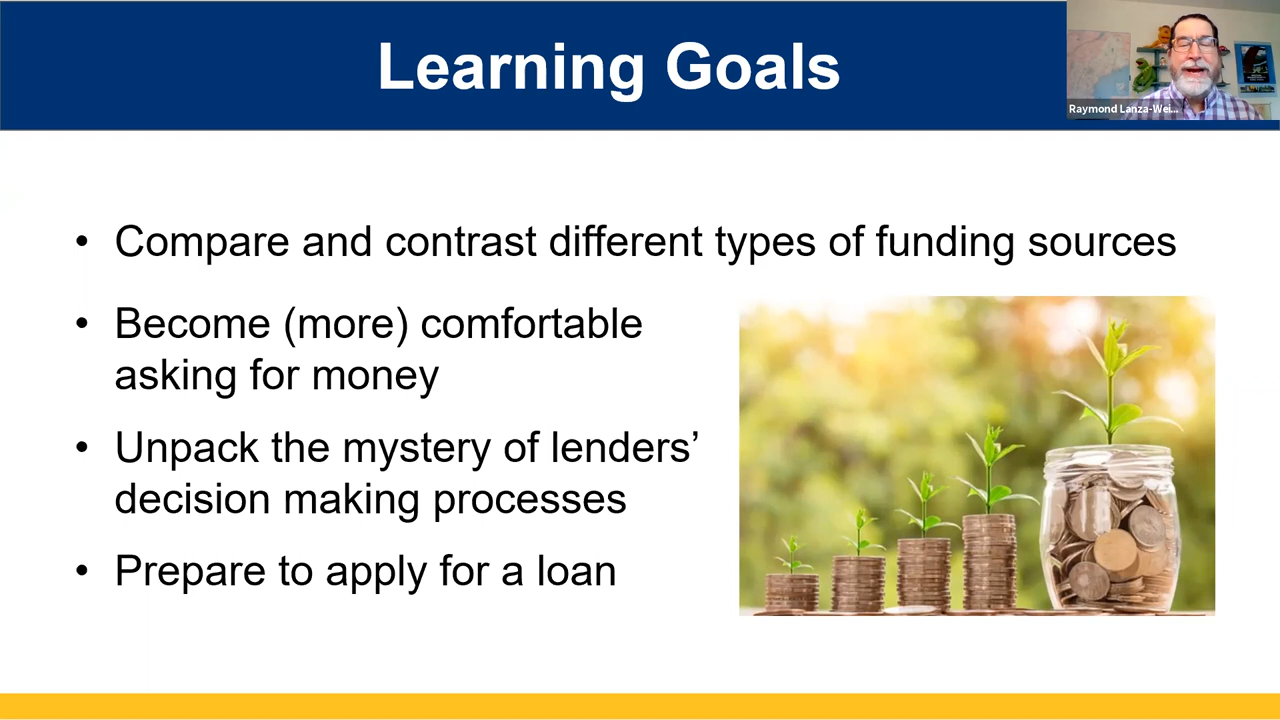 Learning Goals
Raymond Lanza-Wei...
• Compare and contrast different types of funding sources
• Become (more) comfortable
asking for money
• Unpack the mystery of lenders’
decision making processes
• Prepare to apply for a loan